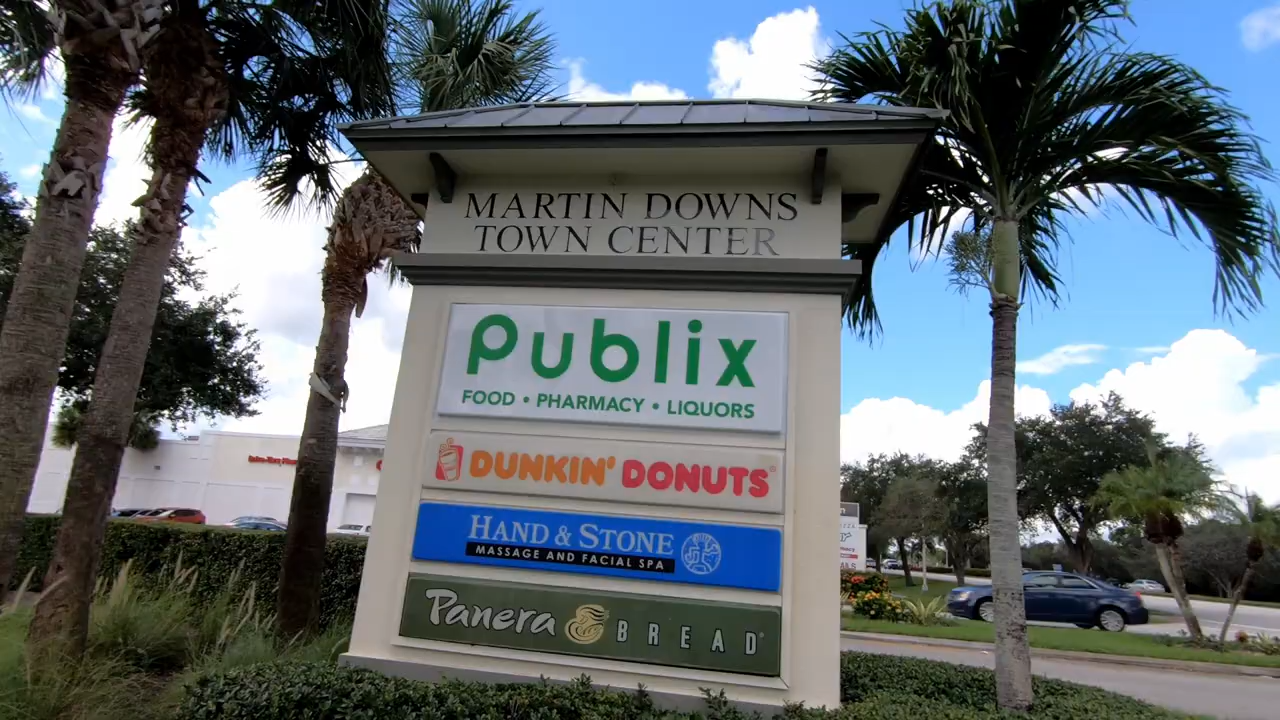 MARTIN DOWNS
TOWN CENTER
Publix
FOOD • PHARMACY • LIQUORS
DUNKIN' DONUTS
HAND & STONE
MASSAGE AND FACIAL SPA
Panera BREAD